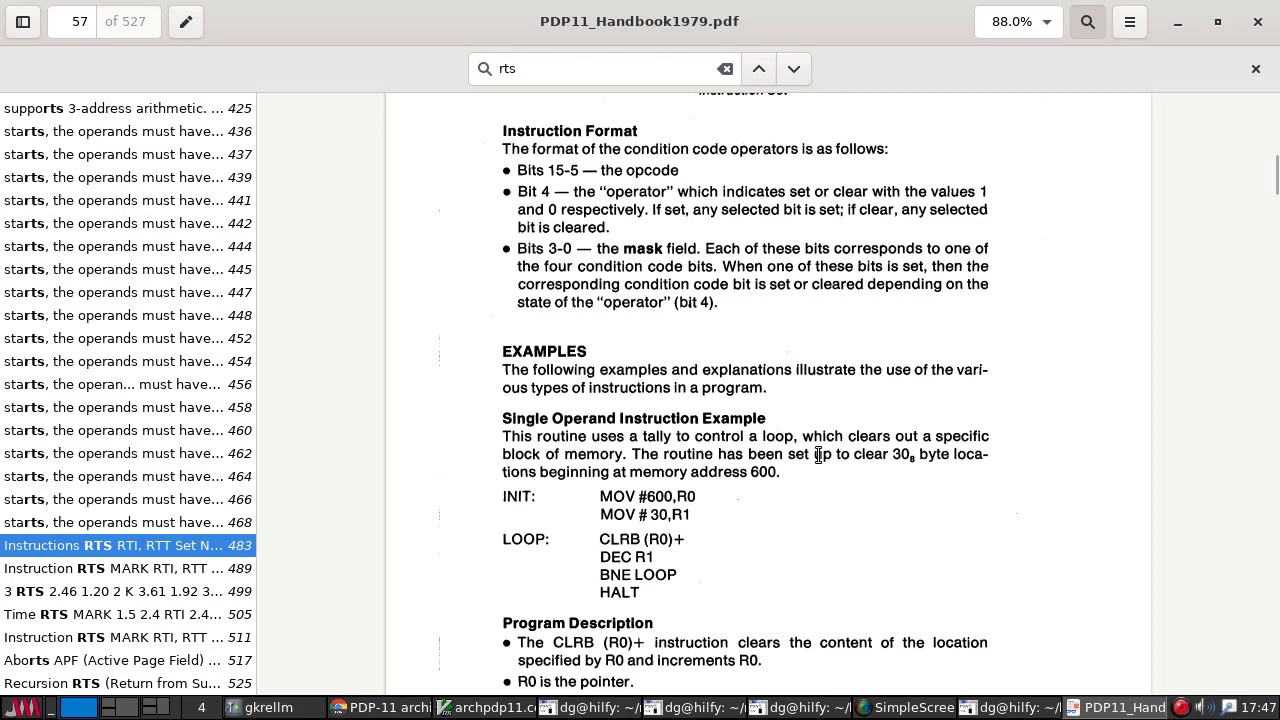 57 of 527
PDP11_Handbook1979.pdf
88.0%
rts
supports 3-address arithmetic. ... 425
starts, the operands must have... 436
starts, the operands must have... 437
starts, the operands must have... 439
starts, the operands must have... 441
starts, the operands must have... 442
starts, the operands must have... 444
starts, the operands must have... 445
starts, the operands must have... 447
starts, the operands must have... 448
starts, the operands must have... 452
starts, the operands must have... 454
starts, the operan... must have... 456
starts, the operands must have... 458
starts, the operands must have... 460
starts, the operands must have... 462
starts, the operands must have... 464
starts, the operands must have... 466
starts, the operands must have... 468
Instructions RTS RTI, RTT Set N... 483
Instruction RTS MARK RTI, RTT ... 489
3 RTS 2.46 1.20 2 K 3.61 1.92 3... 499
Time RTS MARK 1.5 2.4 RTI 2.4... 505
Instruction RTS MARK RTI, RTT ... 511
Aborts APF (Active Page Field) ... 517
Recursion RTS (Return from Su... 525
Instruction Set
Instruction Format
The format of the condition code operators is as follows:
• Bits 15-5 — the opcode
• Bit 4 — the “operator” which indicates set or clear with the values 1
and 0 respectively. If set, any selected bit is set; if clear, any selected
bit is cleared.
• Bits 3-0 — the mask field. Each of these bits corresponds to one of
the four condition code bits. When one of these bits is set, then the
corresponding condition code bit is set or cleared depending on the
state of the “operator” (bit 4).
EXAMPLES
The following examples and explanations illustrate the use of the vari-
ous types of instructions in a program.
Single Operand Instruction Example
This routine uses a tally to control a loop, which clears out a specific
block of memory. The routine has been set up to clear 30₈ byte loca-
tions beginning at memory address 600.
INIT: MOV #600,R0
MOV # 30,R1
LOOP: CLRB (R0)+
DEC R1
BNE LOOP
HALT
Program Description
• The CLRB (R0)+ instruction clears the content of the location
specified by R0 and increments R0.
• R0 is the pointer.
4 gkrellm PDP-11 archi archpdp11.c dg@hilfy: ~/ dg@hilfy: ~/ dg@hilfy: ~/ SimpleScree dg@hilfy: ~/ PDP11_Hand 17:47